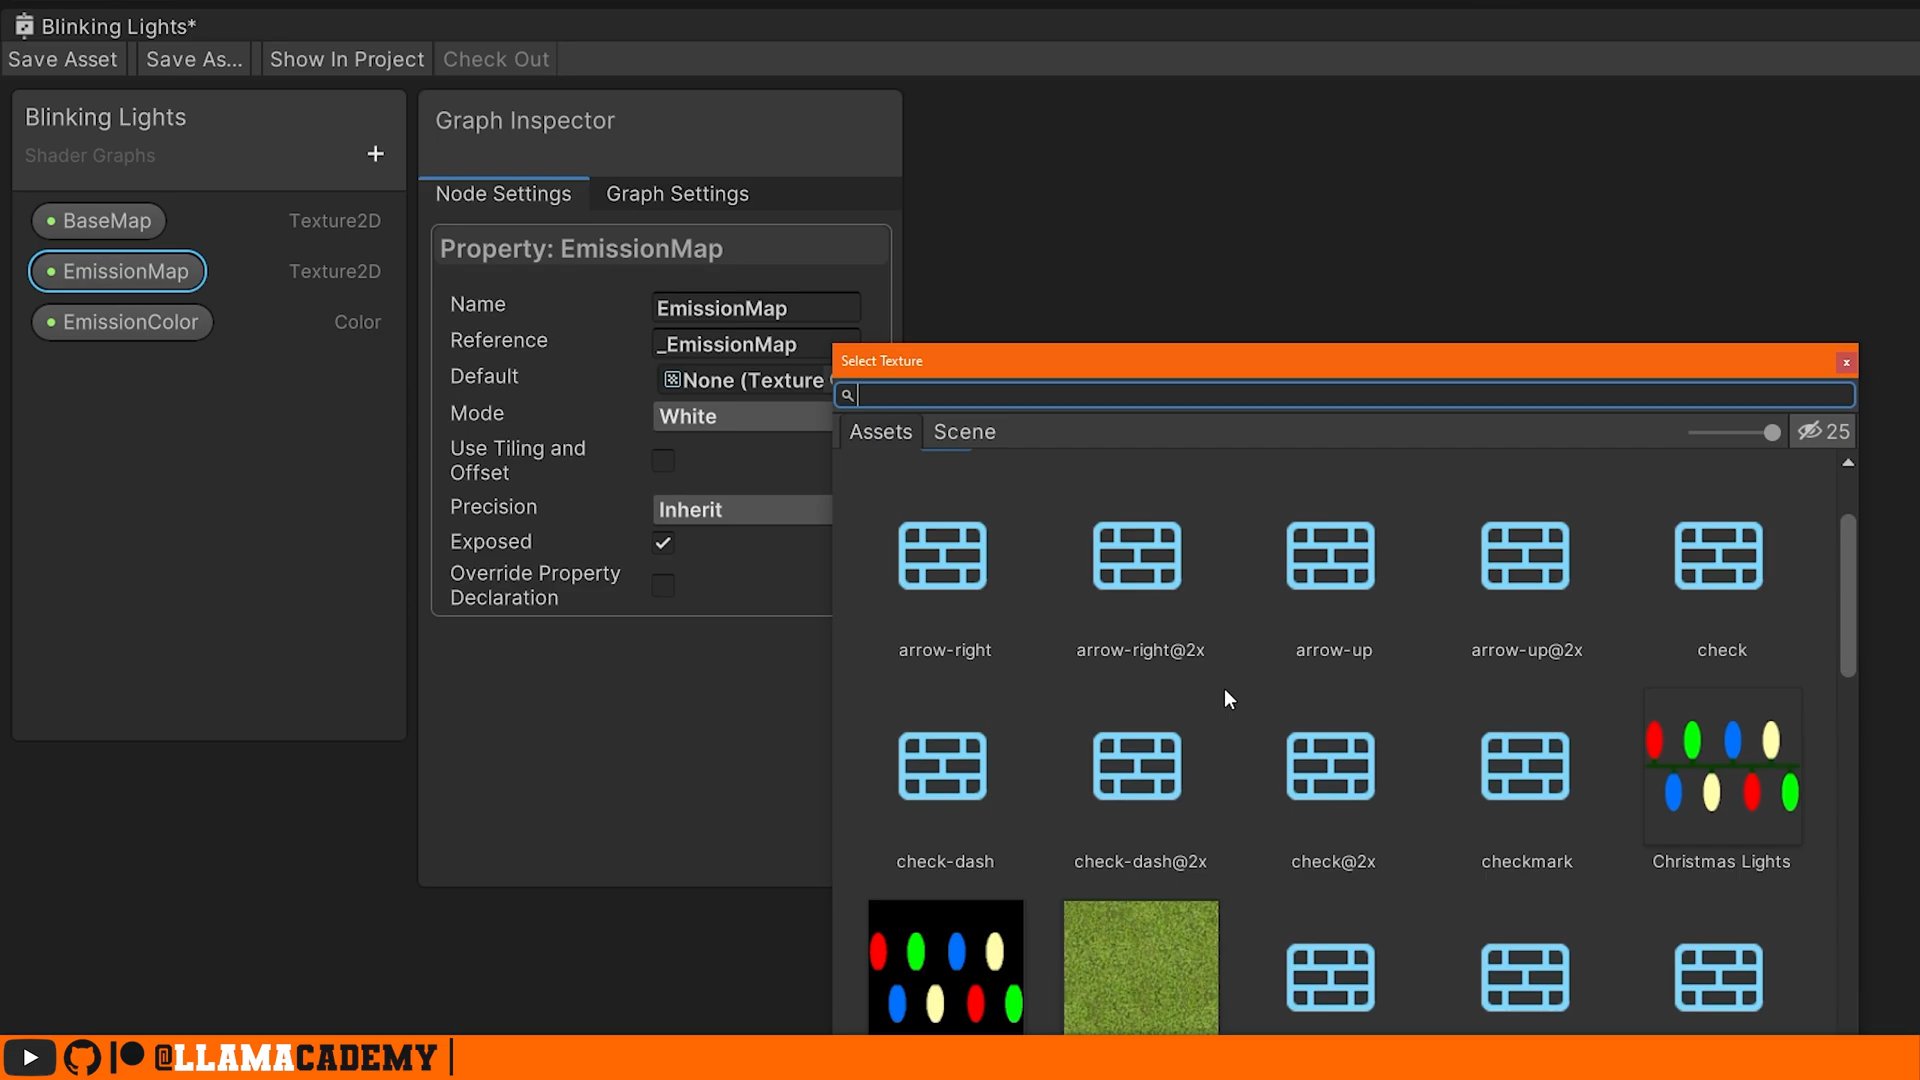 Blinking Lights*
Save Asset Save As... Show In Project Check Out
Blinking Lights
Shader Graphs +
BaseMap Texture2D
EmissionMap Texture2D
EmissionColor Color
Graph Inspector
Node Settings Graph Settings
Property: EmissionMap
Name EmissionMap
Reference _EmissionMap
Default None (Texture
Mode White
Use Tiling and
Offset
Precision Inherit
Exposed
Override Property
Declaration
Select Texture x
Assets Scene 25
arrow-right arrow-right@2x arrow-up arrow-up@2x check
check-dash check-dash@2x check@2x checkmark Christmas Lights
@LLAMACADEMY